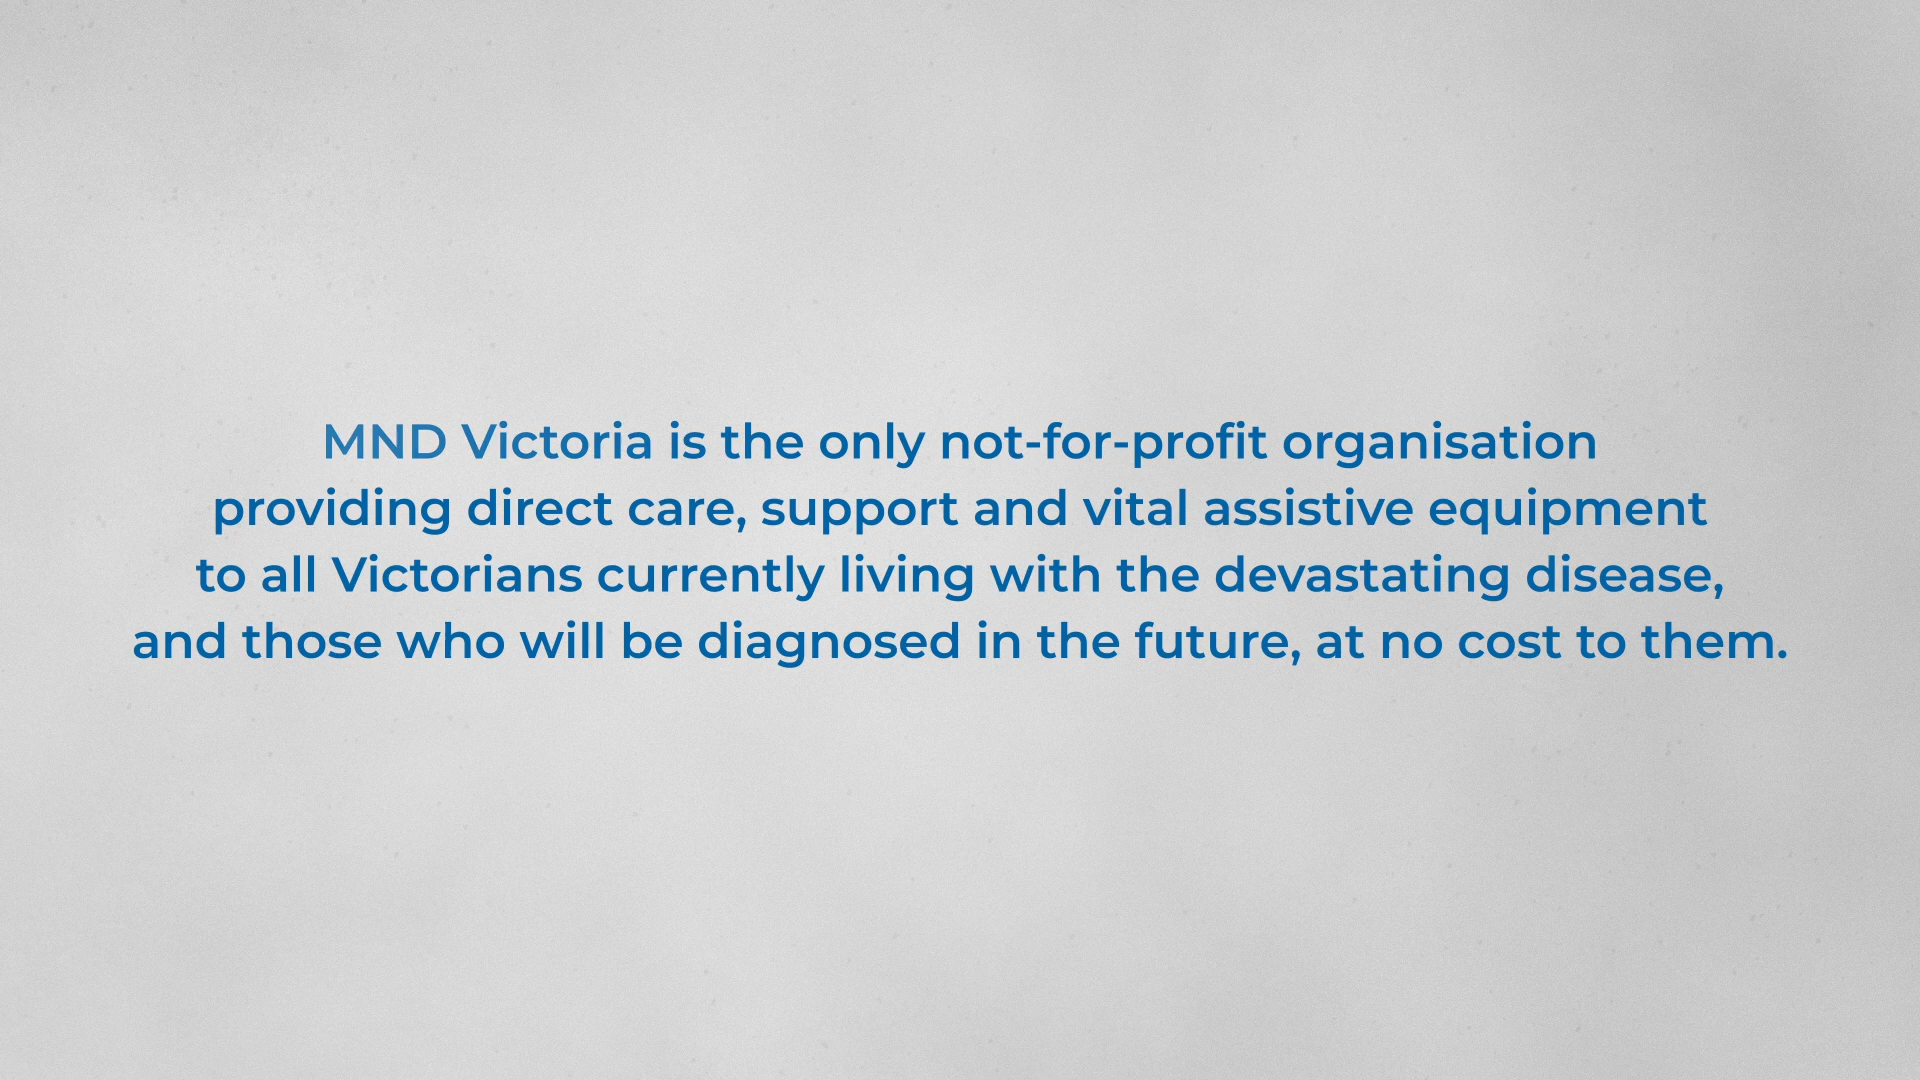 MND Victoria is the only not-for-profit organisation
providing direct care, support and vital assistive equipment
to all Victorians currently living with the devastating disease,
and those who will be diagnosed in the future, at no cost to them.